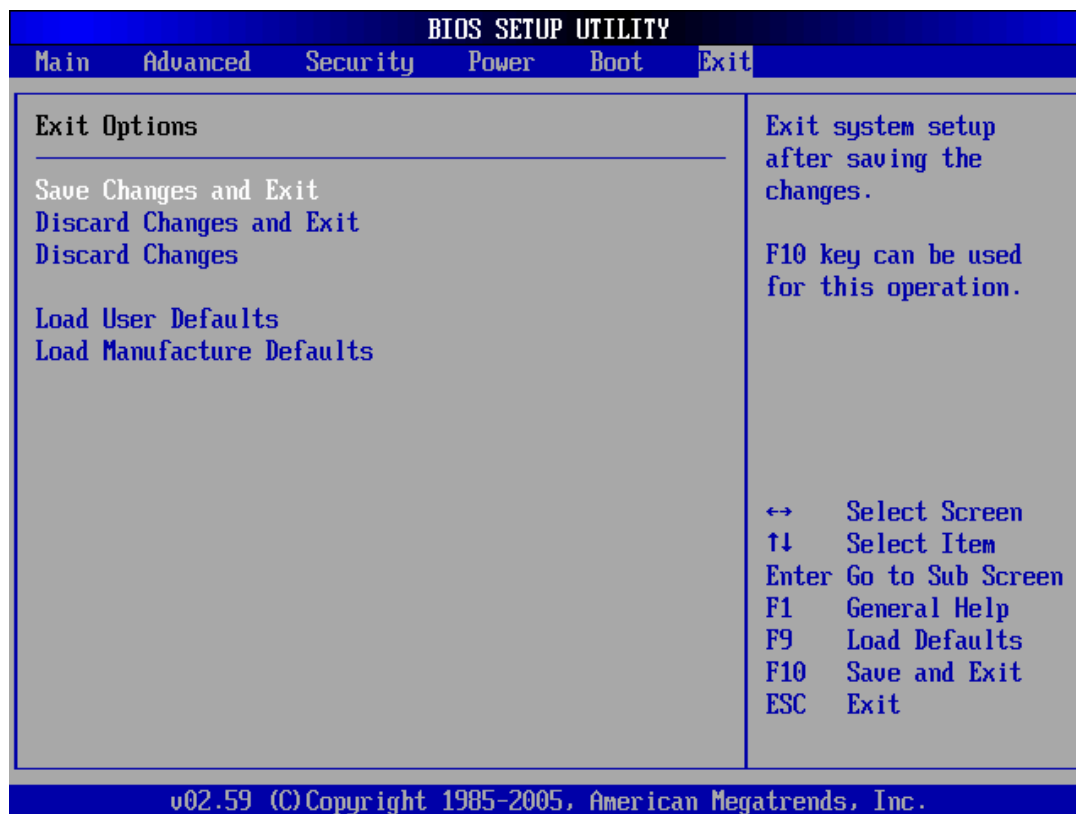 BIOS SETUP UTILITY
Main Advanced Security Power Boot Exit
Exit Options
Save Changes and Exit
Discard Changes and Exit
Discard Changes
Load User Defaults
Load Manufacture Defaults
Exit system setup
after saving the
changes.
F10 key can be used
for this operation.
←→ Select Screen
↑↓ Select Item
Enter Go to Sub Screen
F1 General Help
F9 Load Defaults
F10 Save and Exit
ESC Exit
v02.59 (C)Copyright 1985-2005, American Megatrends, Inc.